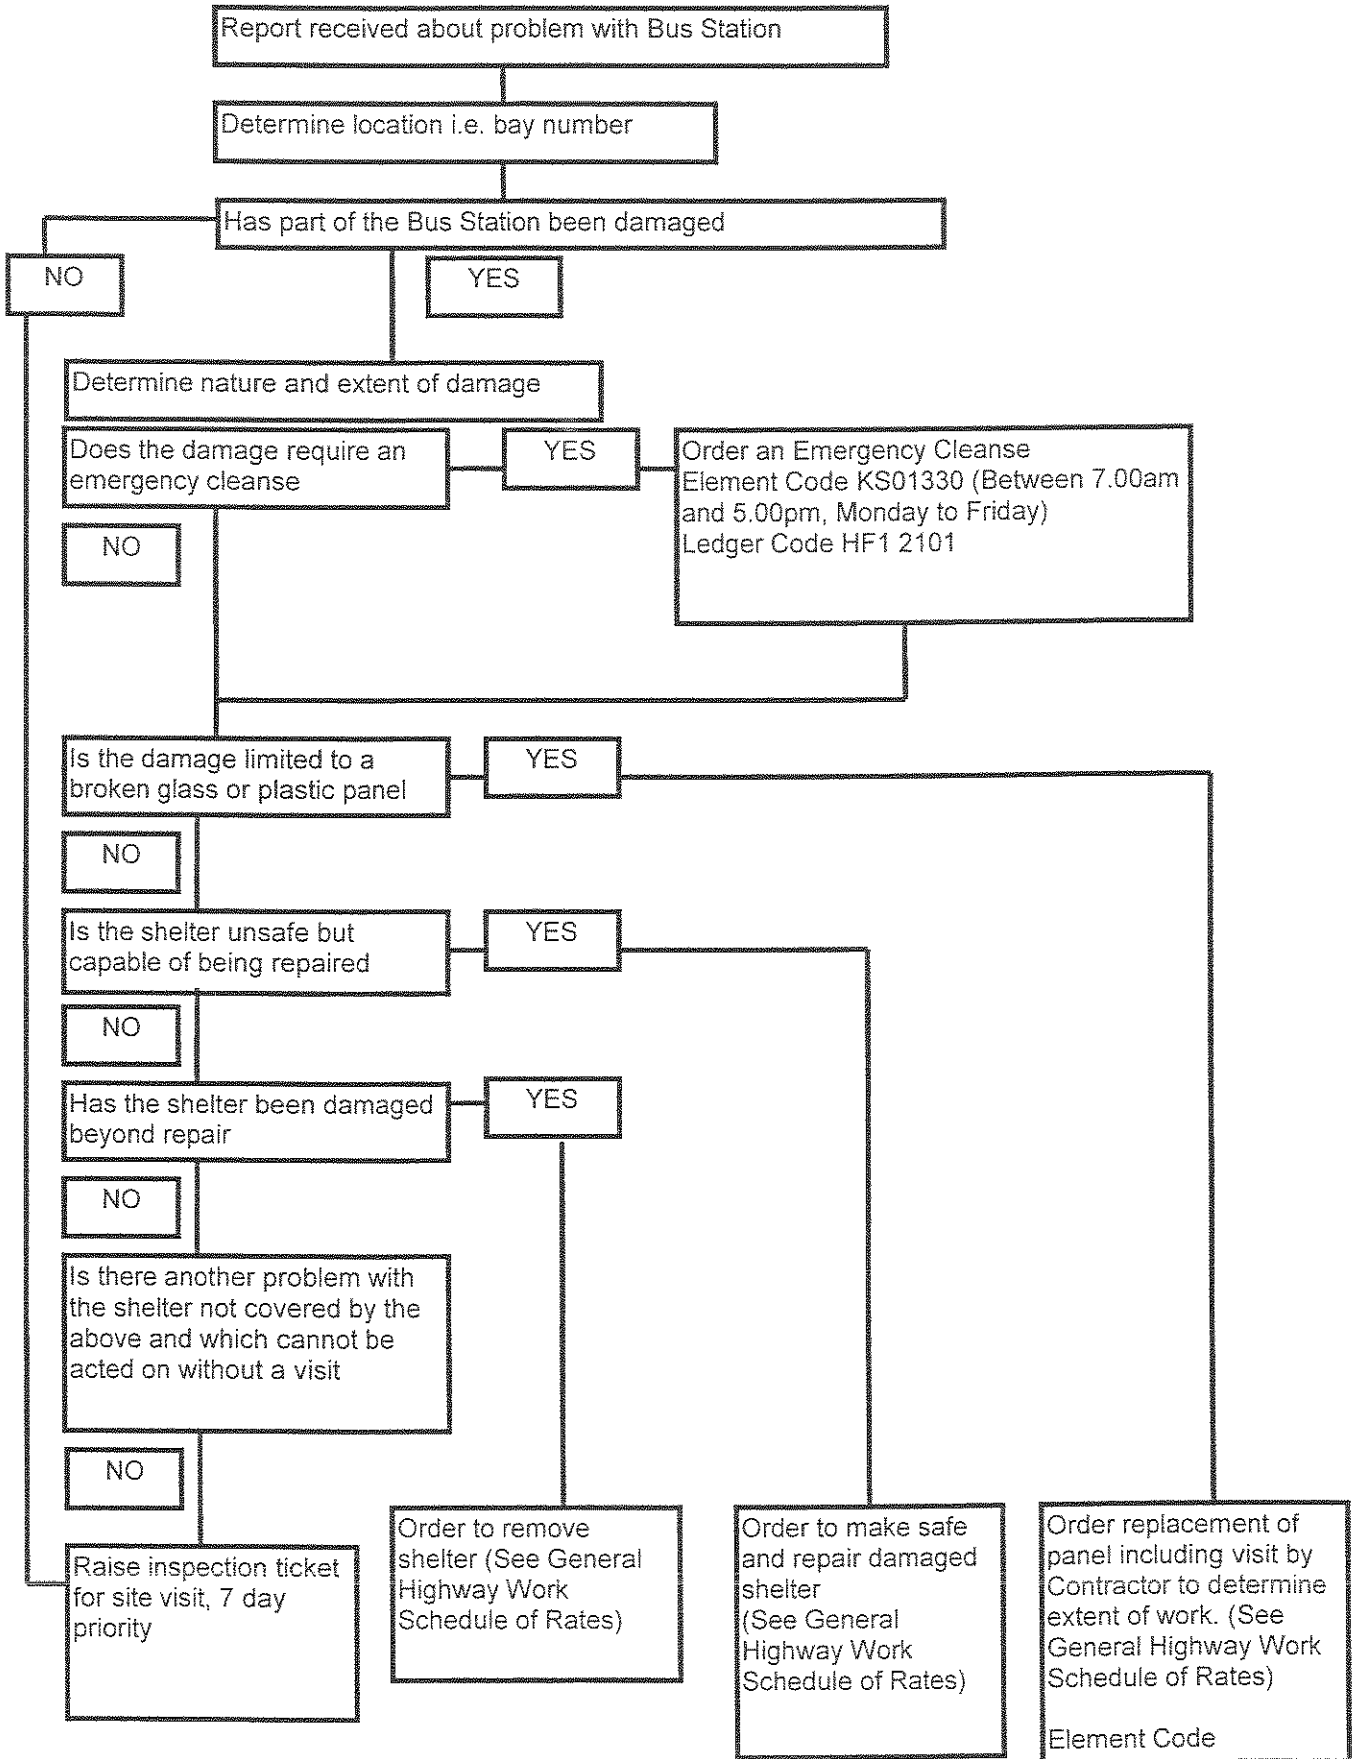 Report received about problem with Bus Station
Determine location i.e. bay number
Has part of the Bus Station been damaged
NO
YES
Determine nature and extent of damage
Does the damage require an
emergency cleanse
YES
Order an Emergency Cleanse
Element Code KS01330 (Between 7.00am
and 5.00pm, Monday to Friday)
Ledger Code HF1 2101
NO
Is the damage limited to a
broken glass or plastic panel
YES
NO
Is the shelter unsafe but
capable of being repaired
YES
NO
Has the shelter been damaged
beyond repair
YES
NO
Is there another problem with
the shelter not covered by the
above and which cannot be
acted on without a visit
NO
Raise inspection ticket
for site visit, 7 day
priority
Order to remove
shelter (See General
Highway Work
Schedule of Rates)
Order to make safe
and repair damaged
shelter
(See General
Highway Work
Schedule of Rates)
Order replacement of
panel including visit by
Contractor to determine
extent of work. (See
General Highway Work
Schedule of Rates)
Element Code